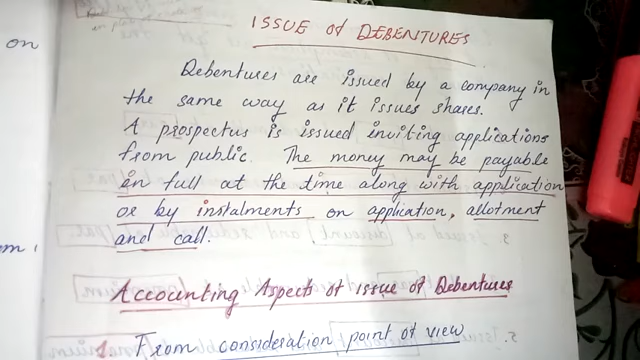 on
ISSUE of DEBENTURES
Debentures are issued by a company in
the same way as it issues shares.
A prospectus is issued inviting applications
from public. The money may be payable
in full at the time along with application
or by instalments on application, allotment
and call.
Accounting Aspects of issue of Debentures
1. From consideration point of view